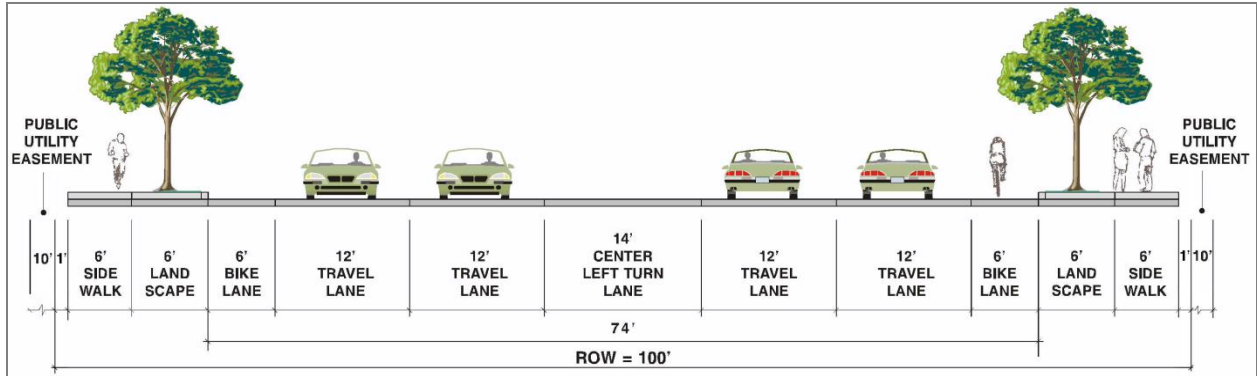 PUBLIC
UTILITY
EASEMENT
PUBLIC
UTILITY
EASEMENT
10'
1'
6'
SIDE
WALK
6'
LAND
SCAPE
6'
BIKE
LANE
12'
TRAVEL
LANE
12'
TRAVEL
LANE
14'
CENTER
LEFT TURN
LANE
12'
TRAVEL
LANE
12'
TRAVEL
LANE
6'
BIKE
LANE
6'
LAND
SCAPE
6'
SIDE
WALK
1'
10'
74'
ROW = 100'